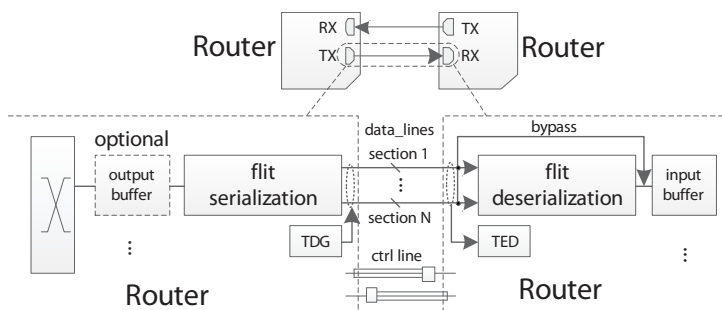 RX
TX
Router
Router
TX
RX
optional
output
buffer
flit
serialization
data_lines
section 1
section N
bypass
flit
deserialization
input
buffer
TDG
TED
ctrl line
Router
Router